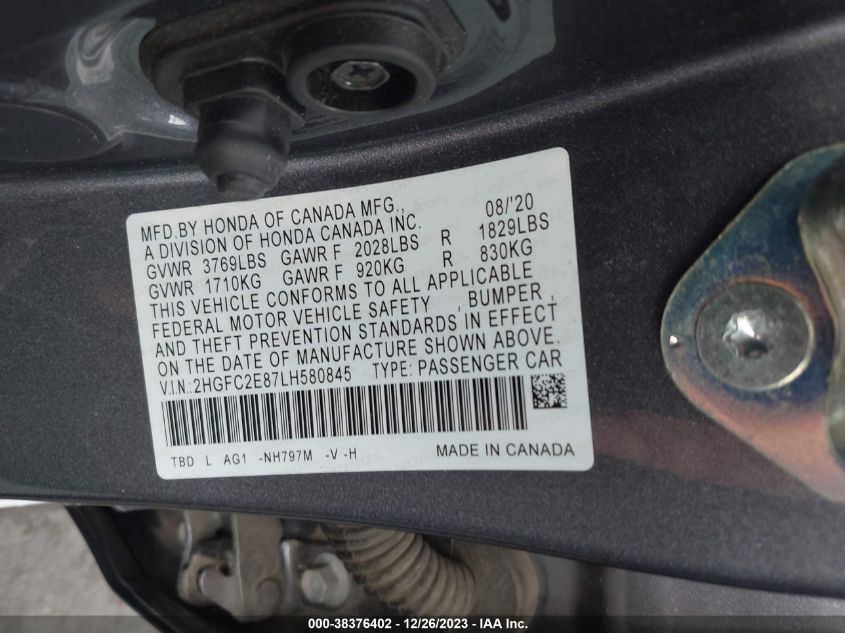 MFD.BY HONDA OF CANADA MFG., 08/'20
A DIVISION OF HONDA CANADA INC.
GVWR 3769LBS GAWR F 2028LBS R 1829LBS
GVWR 1710KG GAWR F 920KG R 830KG
THIS VEHICLE CONFORMS TO ALL APPLICABLE
FEDERAL MOTOR VEHICLE SAFETY , BUMPER ,
AND THEFT PREVENTION STANDARDS IN EFFECT
ON THE DATE OF MANUFACTURE SHOWN ABOVE.
V.I.N:2HGFC2E87LH580845 TYPE: PASSENGER CAR
TBD L AG1 -NH797M -V -H MADE IN CANADA
000-38376402 - 12/26/2023 - IAA Inc.